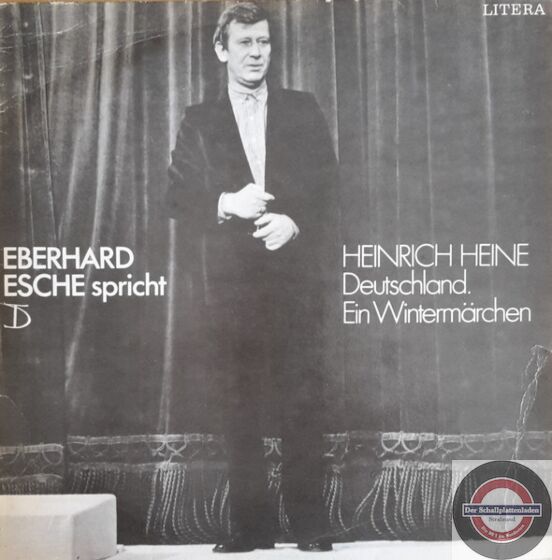 LITERA
EBERHARD
ESCHE spricht
HEINRICH HEINE
Deutschland.
Ein Wintermärchen
Der Schallplattenladen
Stralsund